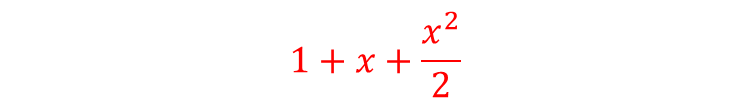 1 + x + x²/2